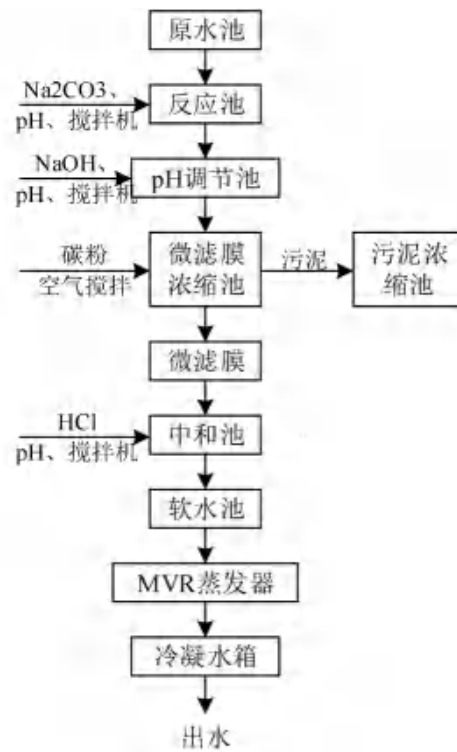 原水池
Na2CO3、
pH、搅拌机
反应池
NaOH、
pH、搅拌机
pH调节池
碳粉
空气搅拌
微滤膜
浓缩池
污泥
污泥浓
缩池
微滤膜
HCl
pH、搅拌机
中和池
软水池
MVR蒸发器
冷凝水箱
出水